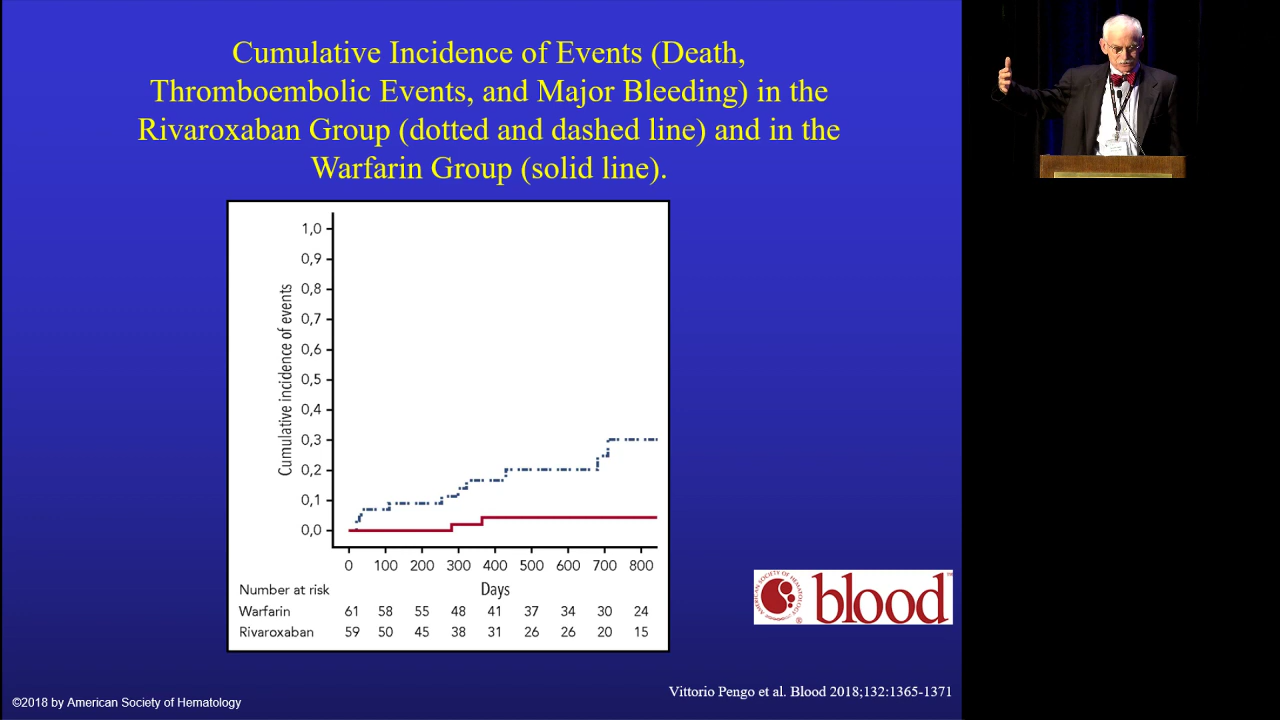 Cumulative Incidence of Events (Death,
Thromboembolic Events, and Major Bleeding) in the
Rivaroxaban Group (dotted and dashed line) and in the
Warfarin Group (solid line).
1,0
0,9
0,8
0,7
0,6
0,5
0,4
0,3
0,2
0,1
0,0
Cumulative incidence of events
0 100 200 300 400 500 600 700 800
Days
Number at risk
Warfarin 61 58 55 48 41 37 34 30 24
Rivaroxaban 59 50 45 38 31 26 26 20 15
AMERICAN SOCIETY OF HEMATOLOGY
®
blood
Vittorio Pengo et al. Blood 2018;132:1365-1371
©2018 by American Society of Hematology